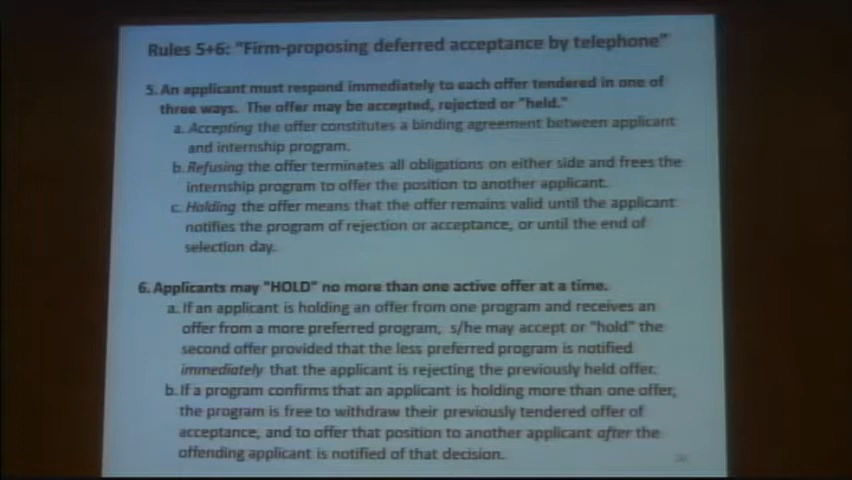 Rules 5+6: "Firm-proposing deferred acceptance by telephone"
5. An applicant must respond immediately to each offer tendered in one of
three ways. The offer may be accepted, rejected or "held."
a. Accepting the offer constitutes a binding agreement between applicant
and internship program.
b. Refusing the offer terminates all obligations on either side and frees the
internship program to offer the position to another applicant.
c. Holding the offer means that the offer remains valid until the applicant
notifies the program of rejection or acceptance, or until the end of
selection day.
6. Applicants may "HOLD" no more than one active offer at a time.
a. If an applicant is holding an offer from one program and receives an
offer from a more preferred program, s/he may accept or "hold" the
second offer provided that the less preferred program is notified
immediately that the applicant is rejecting the previously held offer.
b. If a program confirms that an applicant is holding more than one offer,
the program is free to withdraw their previously tendered offer of
acceptance, and to offer that position to another applicant after the
offending applicant is notified of that decision.